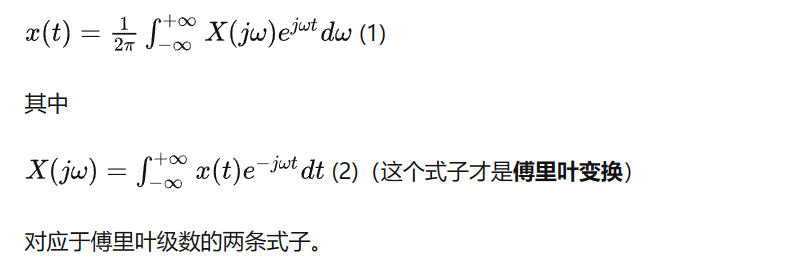 x(t) = \frac{1}{2\pi} \int_{-\infty}^{+\infty} X(j\omega)e^{j\omega t}d\omega (1)
其中
X(j\omega) = \int_{-\infty}^{+\infty} x(t)e^{-j\omega t}dt (2)（这个式子才是傅里叶变换）
对应于傅里叶级数的两条式子。